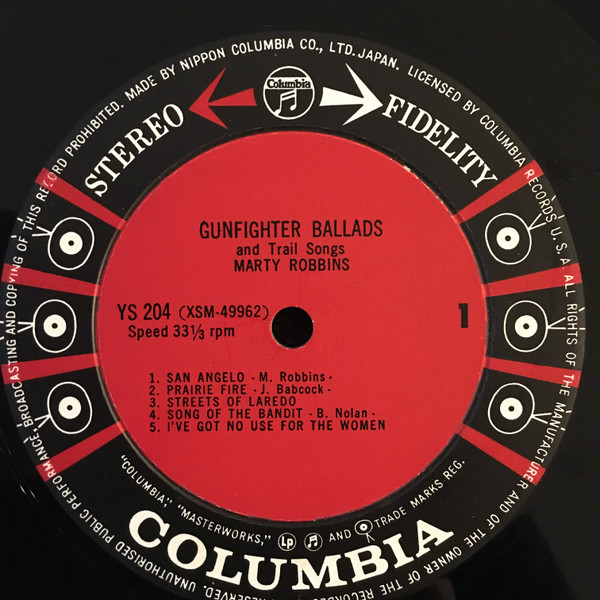 MADE BY NIPPON COLUMBIA CO., LTD. JAPAN. LICENSED BY COLUMBIA RECORDS U. S. A. ALL RIGHTS OF THE MANUFACTURER AND OF THE OWNER OF THE RECORDED
UNAUTHORISED PUBLIC PERFORMANCE, BROADCASTING AND COPYING OF THIS RECORD PROHIBITED.
Columbia
STEREO
FIDELITY
GUNFIGHTER BALLADS
and Trail Songs
MARTY ROBBINS
YS 204 (XSM-49962)
1
Speed 33⅓ rpm
1. SAN ANGELO - M. Robbins -
2. PRAIRIE FIRE - J. Babcock -
3. STREETS OF LAREDO
4. SONG OF THE BANDIT - B. Nolan -
5. I'VE GOT NO USE FOR THE WOMEN
"COLUMBIA," "MASTERWORKS," Lp AND TRADE MARKS REG.
COLUMBIA